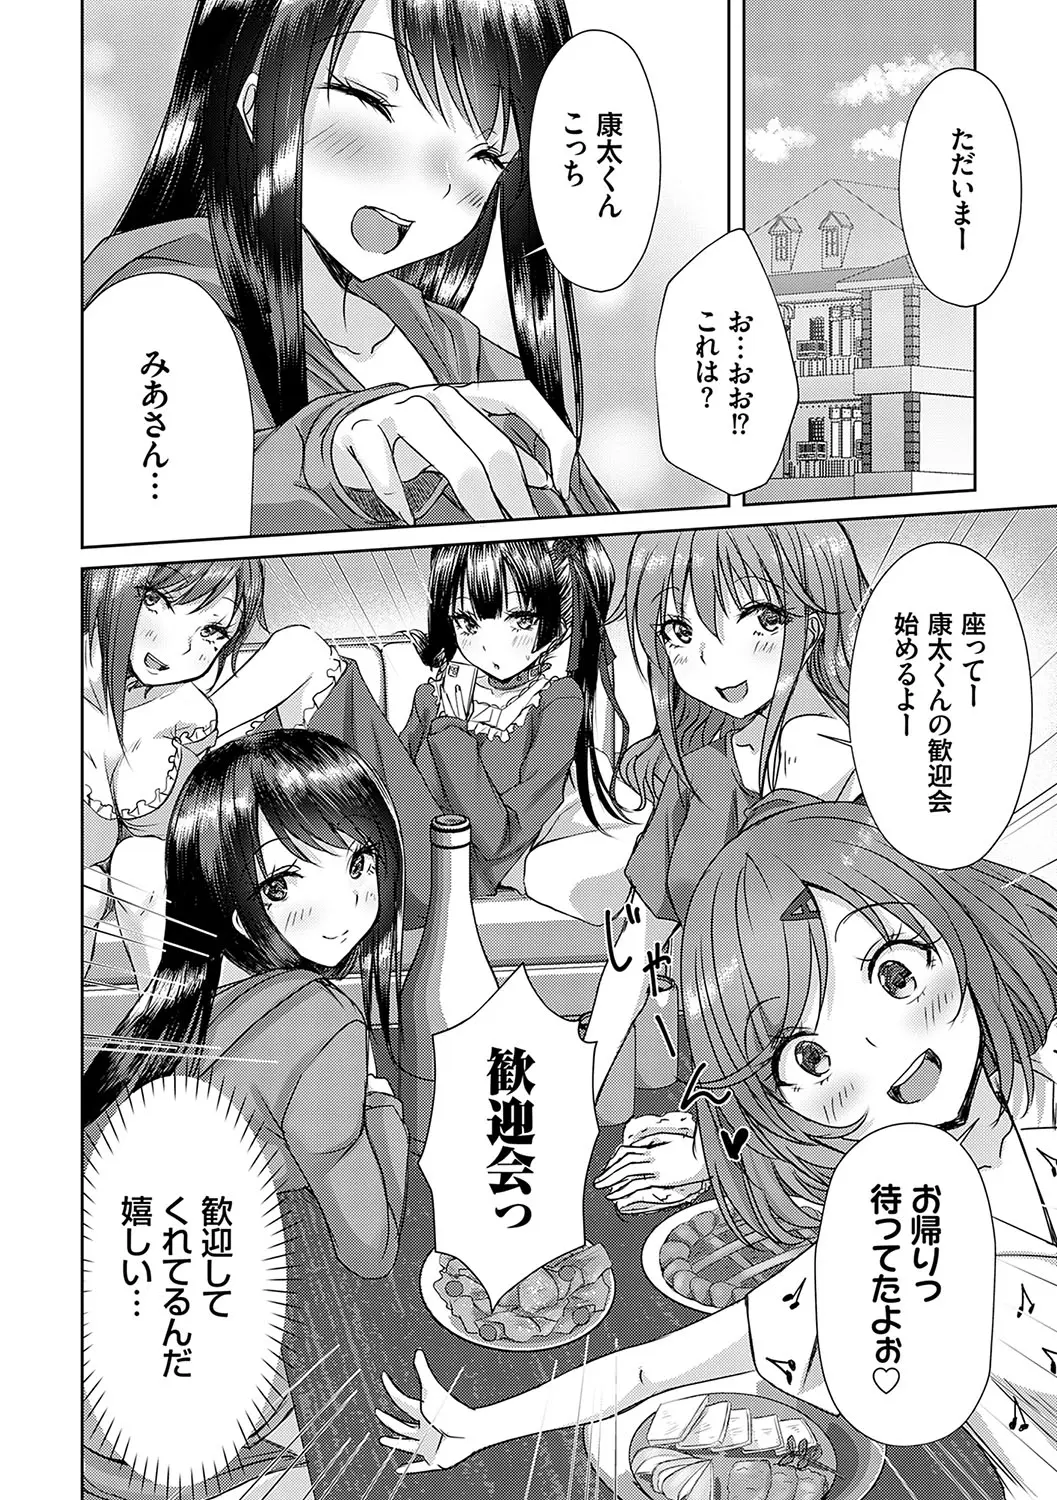 ただいまー
お…おお!?
これは?
康太くん
こっち
みあさん…
座ってー
康太くんの歓迎会
始めるよー
じゃーん♥
お帰りっ
待ってたよぉ♡
歓迎会っ
歓迎して
くれてるんだ
嬉しい…